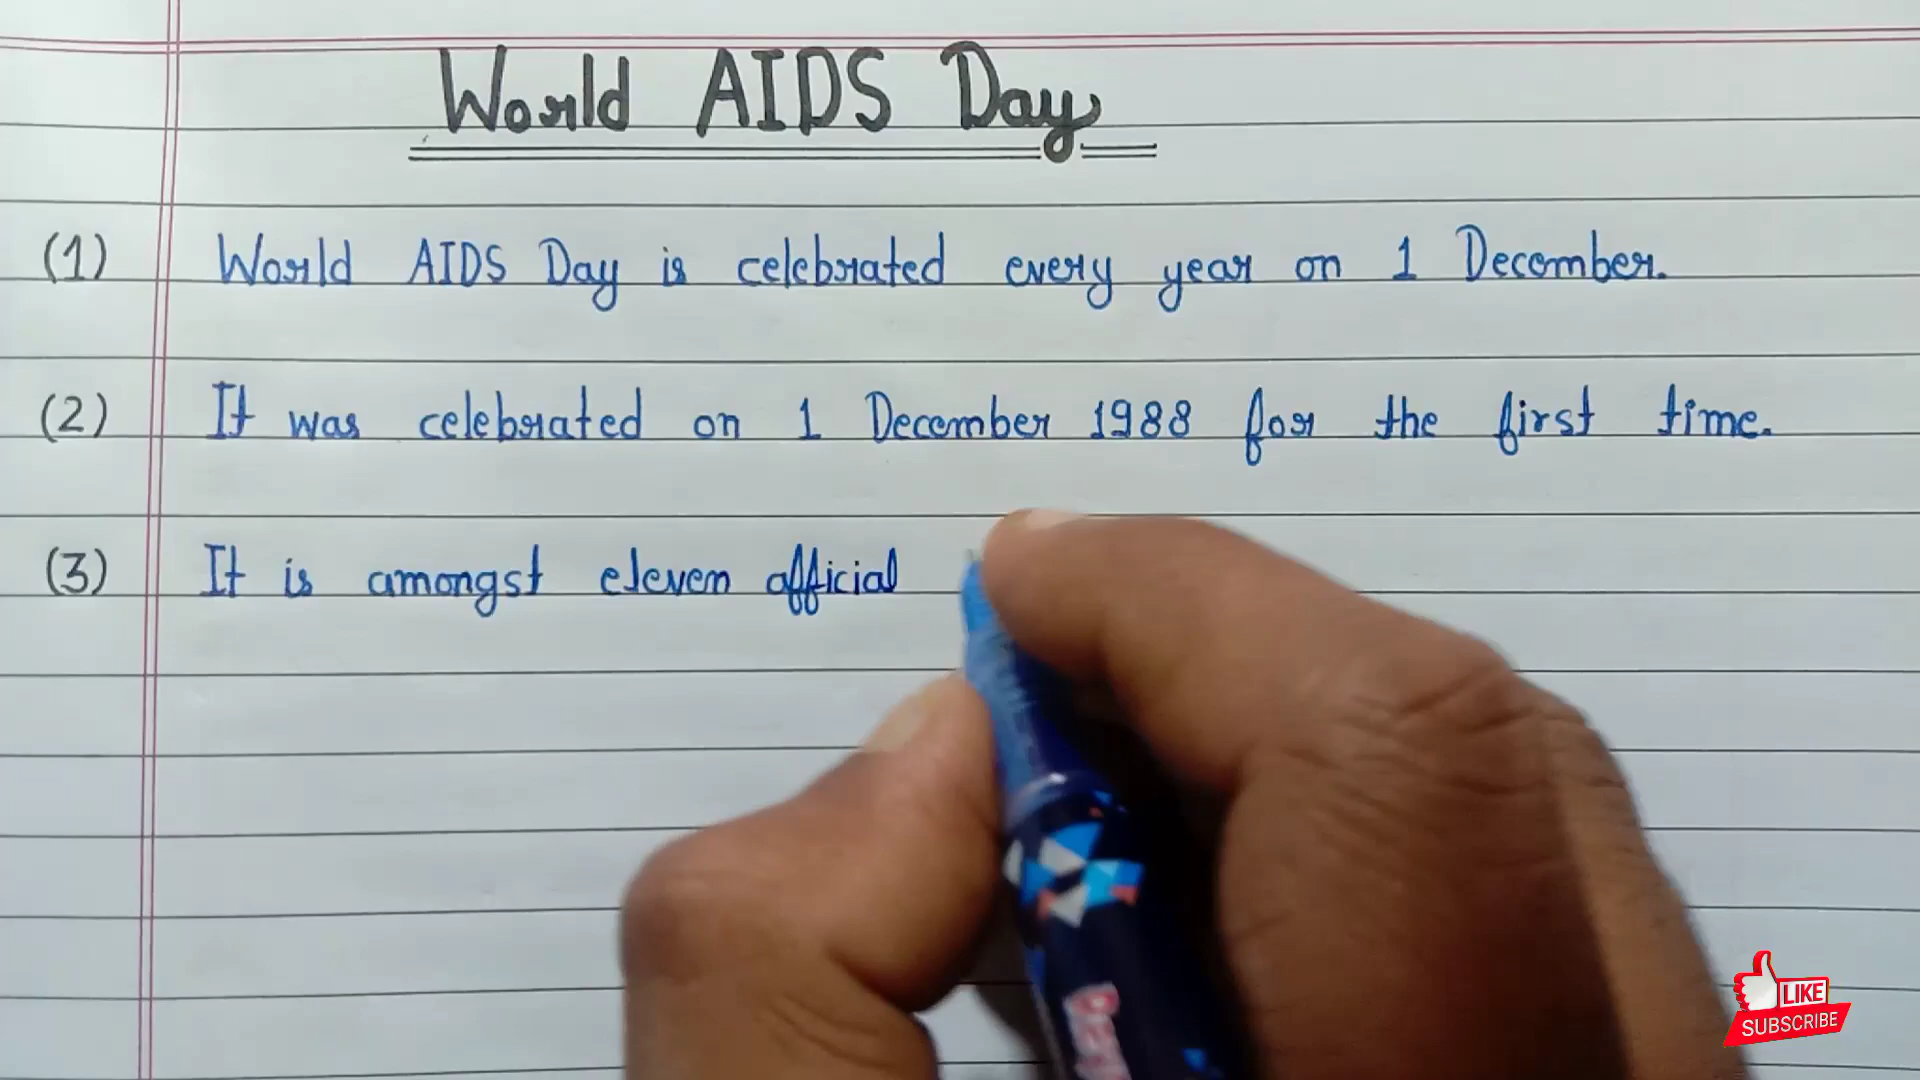 World AIDS Day
(1) World AIDS Day is celebrated every year on 1 December.
(2) It was celebrated on 1 December 1988 for the first time.
(3) It is amongst eleven official
LIKE
SUBSCRIBE